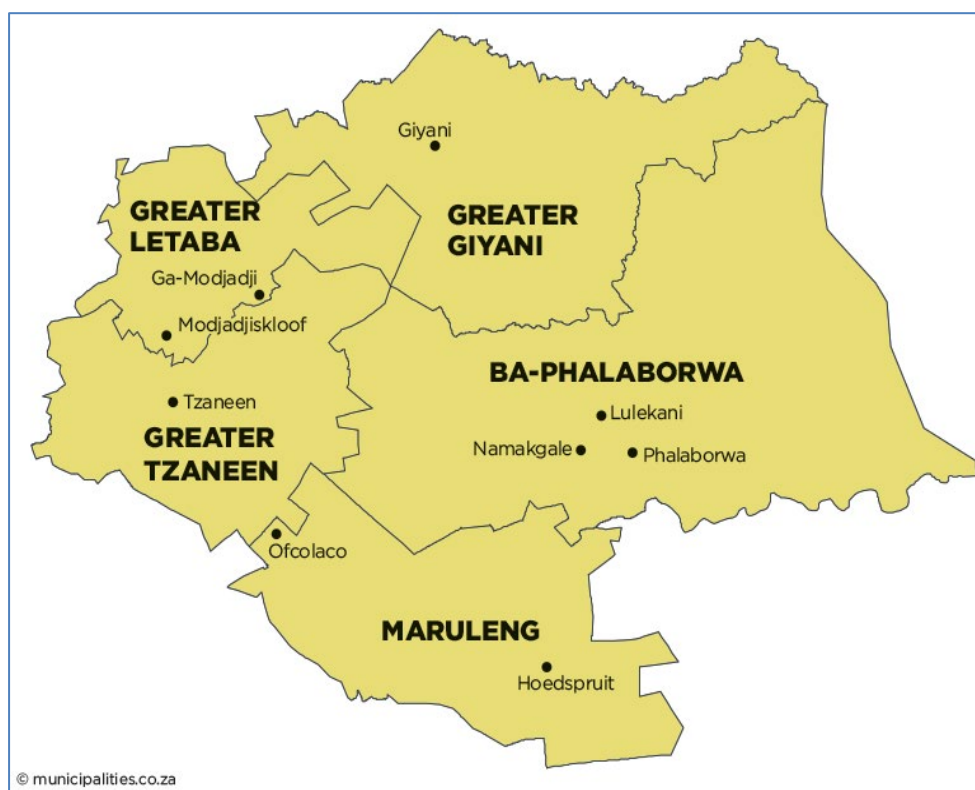 Giyani
GREATER
LETABA
GREATER
GIYANI
Ga-Modjadji
Modjadjiskloof
BA-PHALABORWA
Tzaneen
Lulekani
GREATER
TZANEEN
Namakgale
Phalaborwa
Ofcolaco
MARULENG
Hoedspruit
© municipalities.co.za